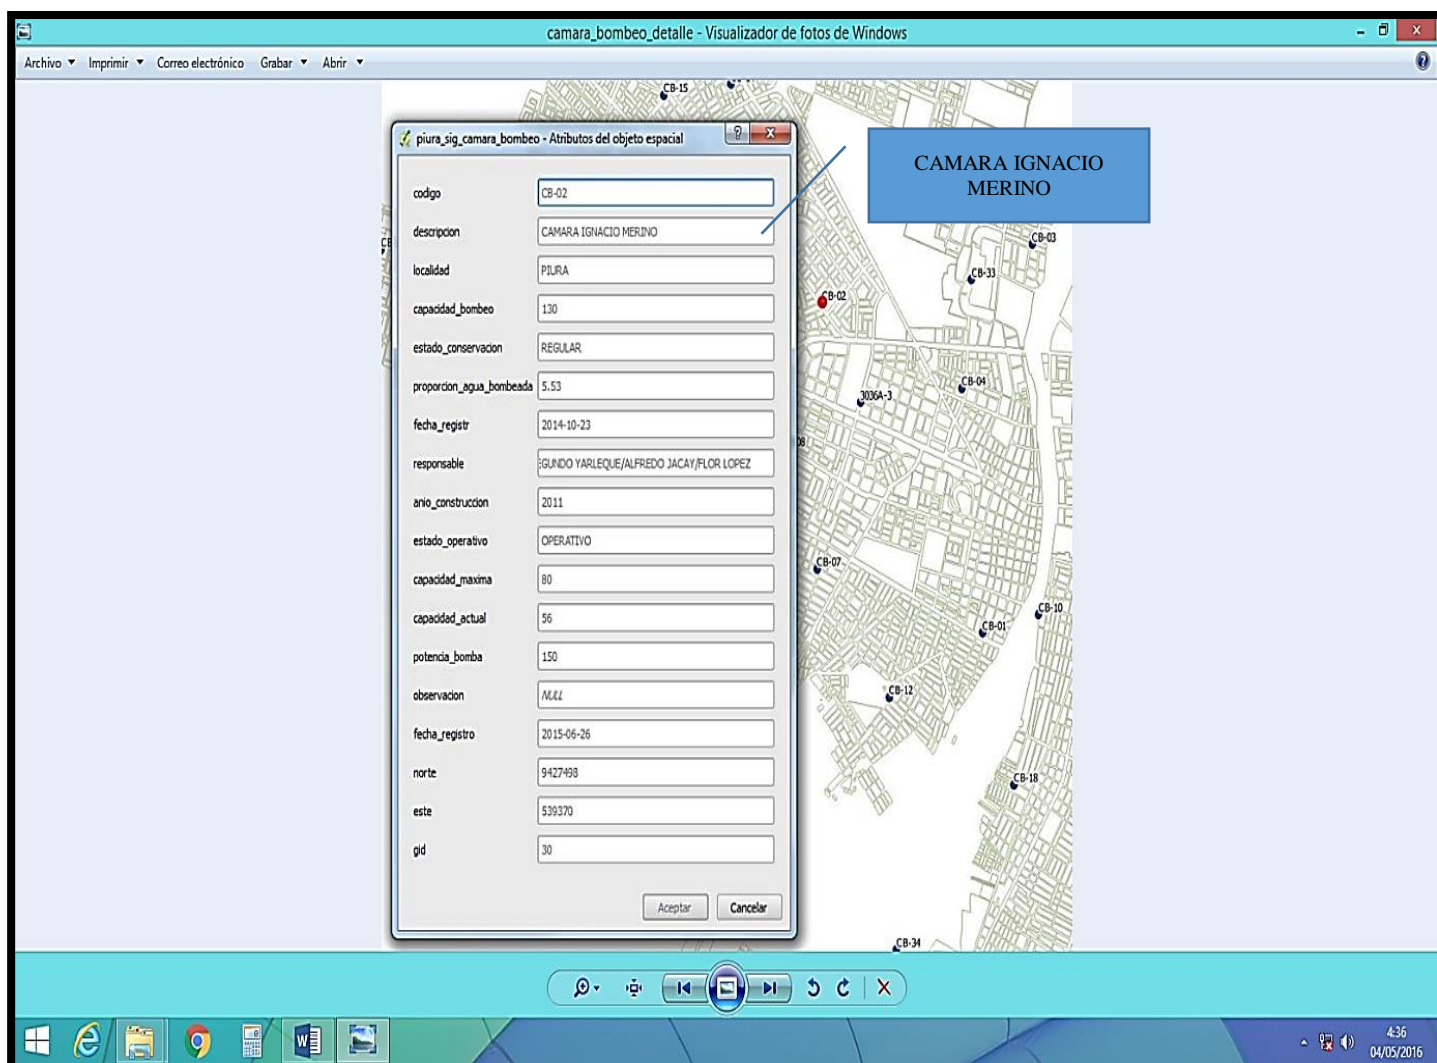 camara_bombeo_detalle - Visualizador de fotos de Windows
Archivo Imprimir Correo electrónico Grabar Abrir
CB-15
piura_sig_camara_bombeo - Atributos del objeto espacial
CAMARA IGNACIO
MERINO
codigo CB-02
descripcion CAMARA IGNACIO MERINO
localidad PIURA
capacidad_bombeo 130
estado_conservacion REGULAR
proporcion_agua_bombeada 5.53
fecha_registr 2014-10-23
responsable GUNDO YARLEQUE/ALFREDO JACAY/FLOR LOPEZ
anio_construccion 2011
estado_operativo OPERATIVO
capacidad_maxima 80
capacidad_actual 56
potencia_bomba 150
observacion NULL
fecha_registro 2015-06-26
norte 9427498
este 539370
gid 30
Aceptar Cancelar
CB-03
CB-33
CB-02
CB-04
3036A-3
08
CB-07
CB-10
CB-01
CB-12
CB-18
CB-34
4:36
04/05/2016